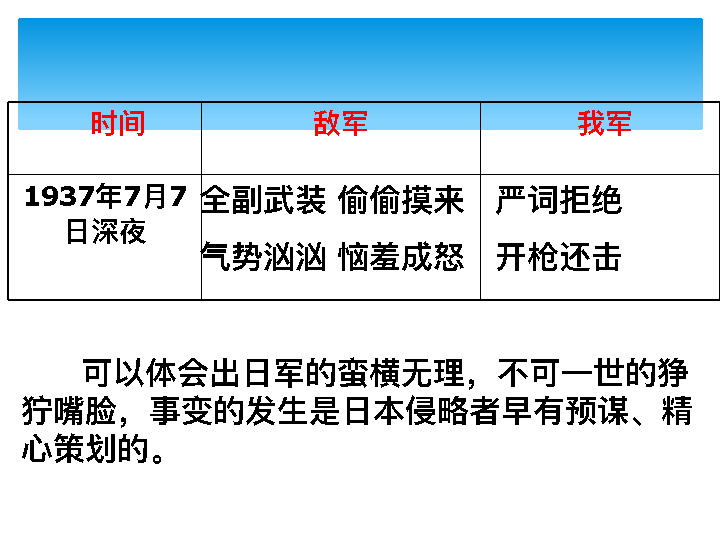 时间 敌军 我军
1937年7月7 全副武装 偷偷摸来 严词拒绝
日深夜
气势汹汹 恼羞成怒 开枪还击
可以体会出日军的蛮横无理，不可一世的狰
狞嘴脸，事变的发生是日本侵略者早有预谋、精
心策划的。